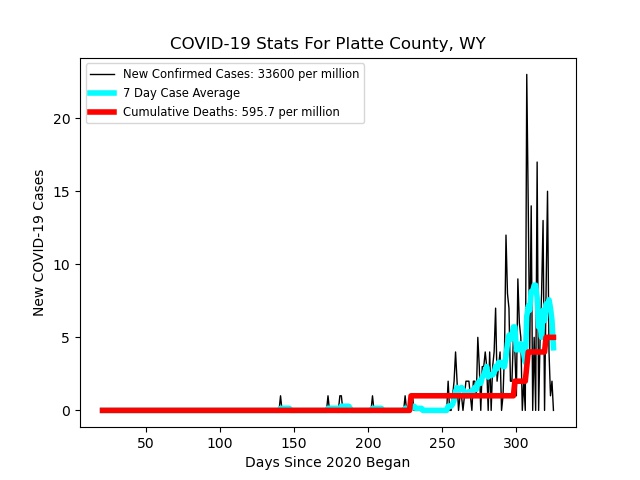 COVID-19 Stats For Platte County, WY
New Confirmed Cases: 33600 per million
7 Day Case Average
Cumulative Deaths: 595.7 per million
New COVID-19 Cases
20
15
10
5
0
50 100 150 200 250 300
Days Since 2020 Began